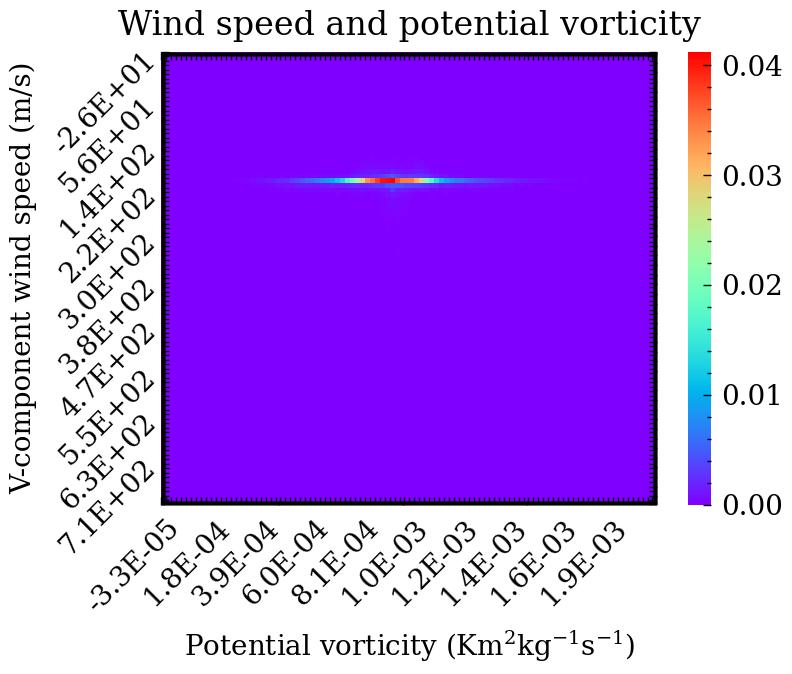 Wind speed and potential vorticity
V-component wind speed (m/s)
-2.6E+01
5.6E+01
1.4E+02
2.2E+02
3.0E+02
3.8E+02
4.7E+02
5.5E+02
6.3E+02
7.1E+02
-3.3E-05
1.8E-04
3.9E-04
6.0E-04
8.1E-04
1.0E-03
1.2E-03
1.4E-03
1.6E-03
1.9E-03
Potential vorticity (Km²kg⁻¹s⁻¹)
0.04
0.03
0.02
0.01
0.00